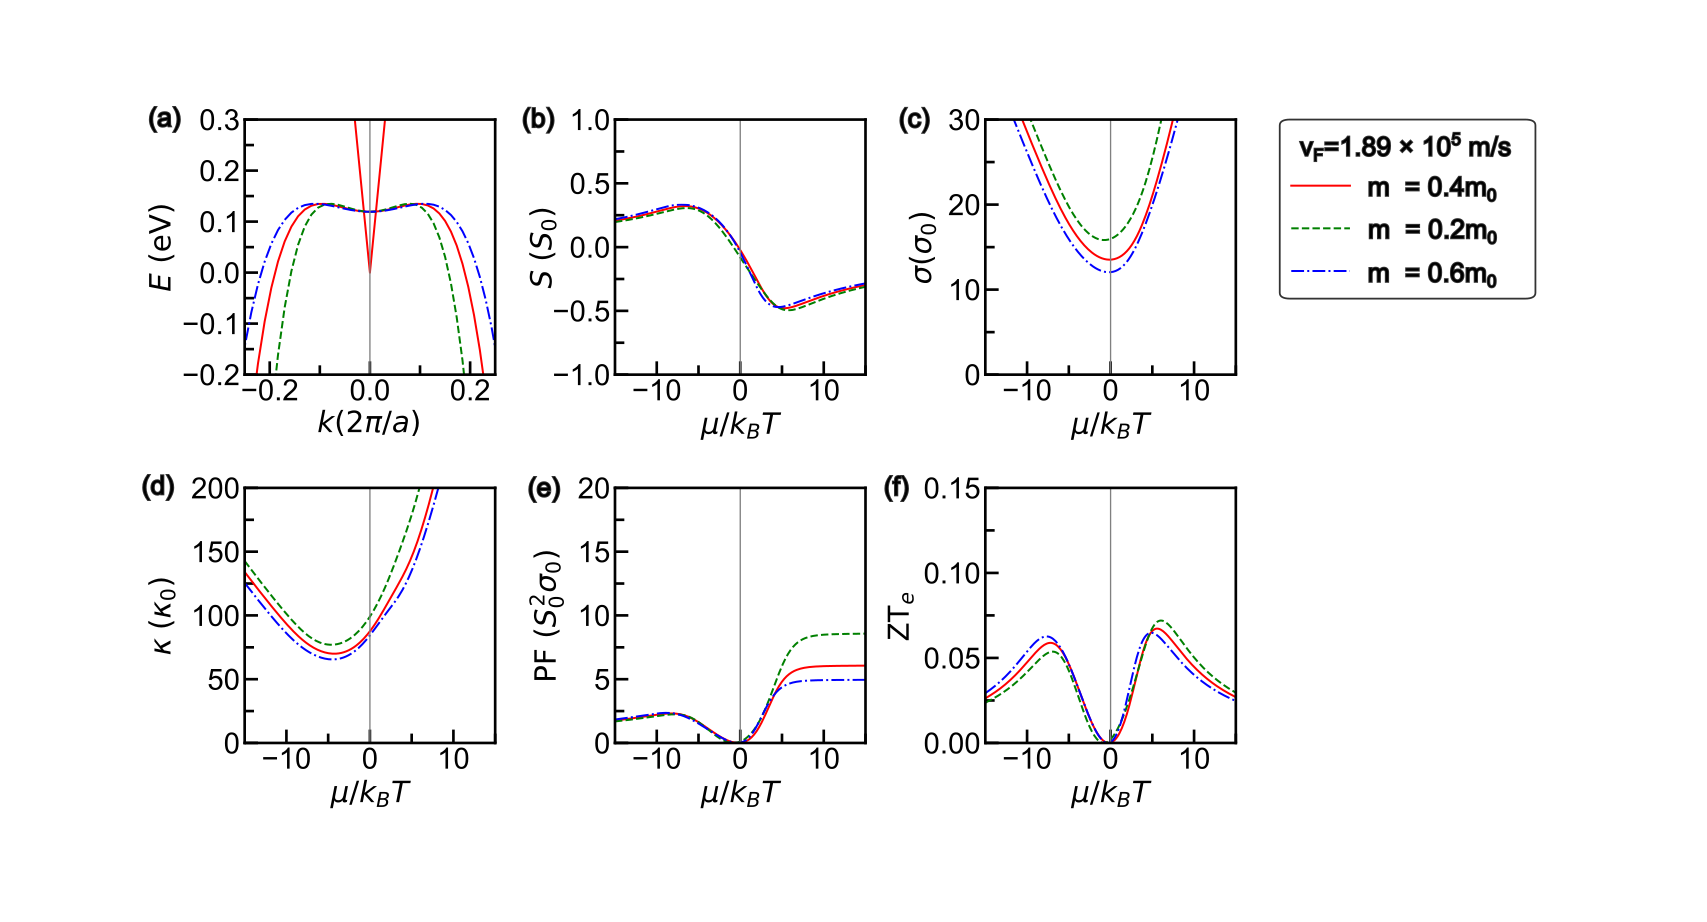 (a)
0.3
0.2
0.1
0.0
−0.1
−0.2
E (eV)
−0.2 0.0 0.2
k(2π/a)
(b)
1.0
0.5
0.0
−0.5
−1.0
S (S0)
−10 0 10
μ/kBT
(c)
30
20
10
0
σ(σ0)
−10 0 10
μ/kBT
vF=1.89 × 10⁵ m/s
m = 0.4m0
m = 0.2m0
m = 0.6m0
(d)
200
150
100
50
0
κ (κ0)
−10 0 10
μ/kBT
(e)
20
15
10
5
0
PF (S0²σ0)
−10 0 10
μ/kBT
(f)
0.15
0.10
0.05
0.00
ZTe
−10 0 10
μ/kBT